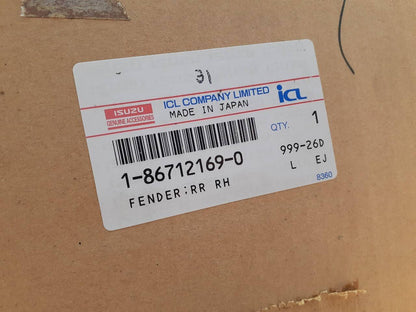 31
ISUZU
GENUINE ACCESSORIES
ICL COMPANY LIMITED
MADE IN JAPAN
icL
QTY. 1
1-86712169-0
FENDER;RR RH
999-26D
L EJ
8360